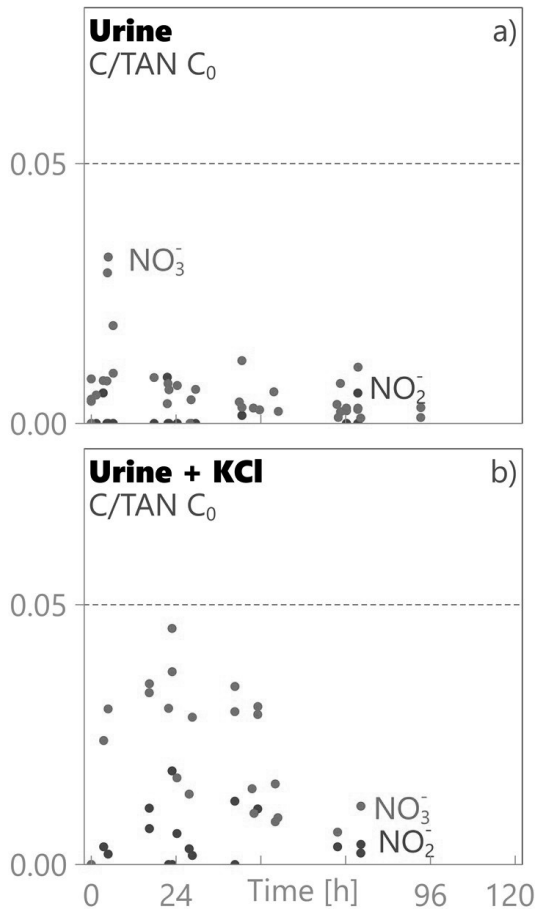 Urine a)
C/TAN C₀
0.05
NO₃⁻
NO₂⁻
0.00
Urine + KCl b)
C/TAN C₀
0.05
NO₃⁻
NO₂⁻
0.00
0 24 Time [h] 96 120